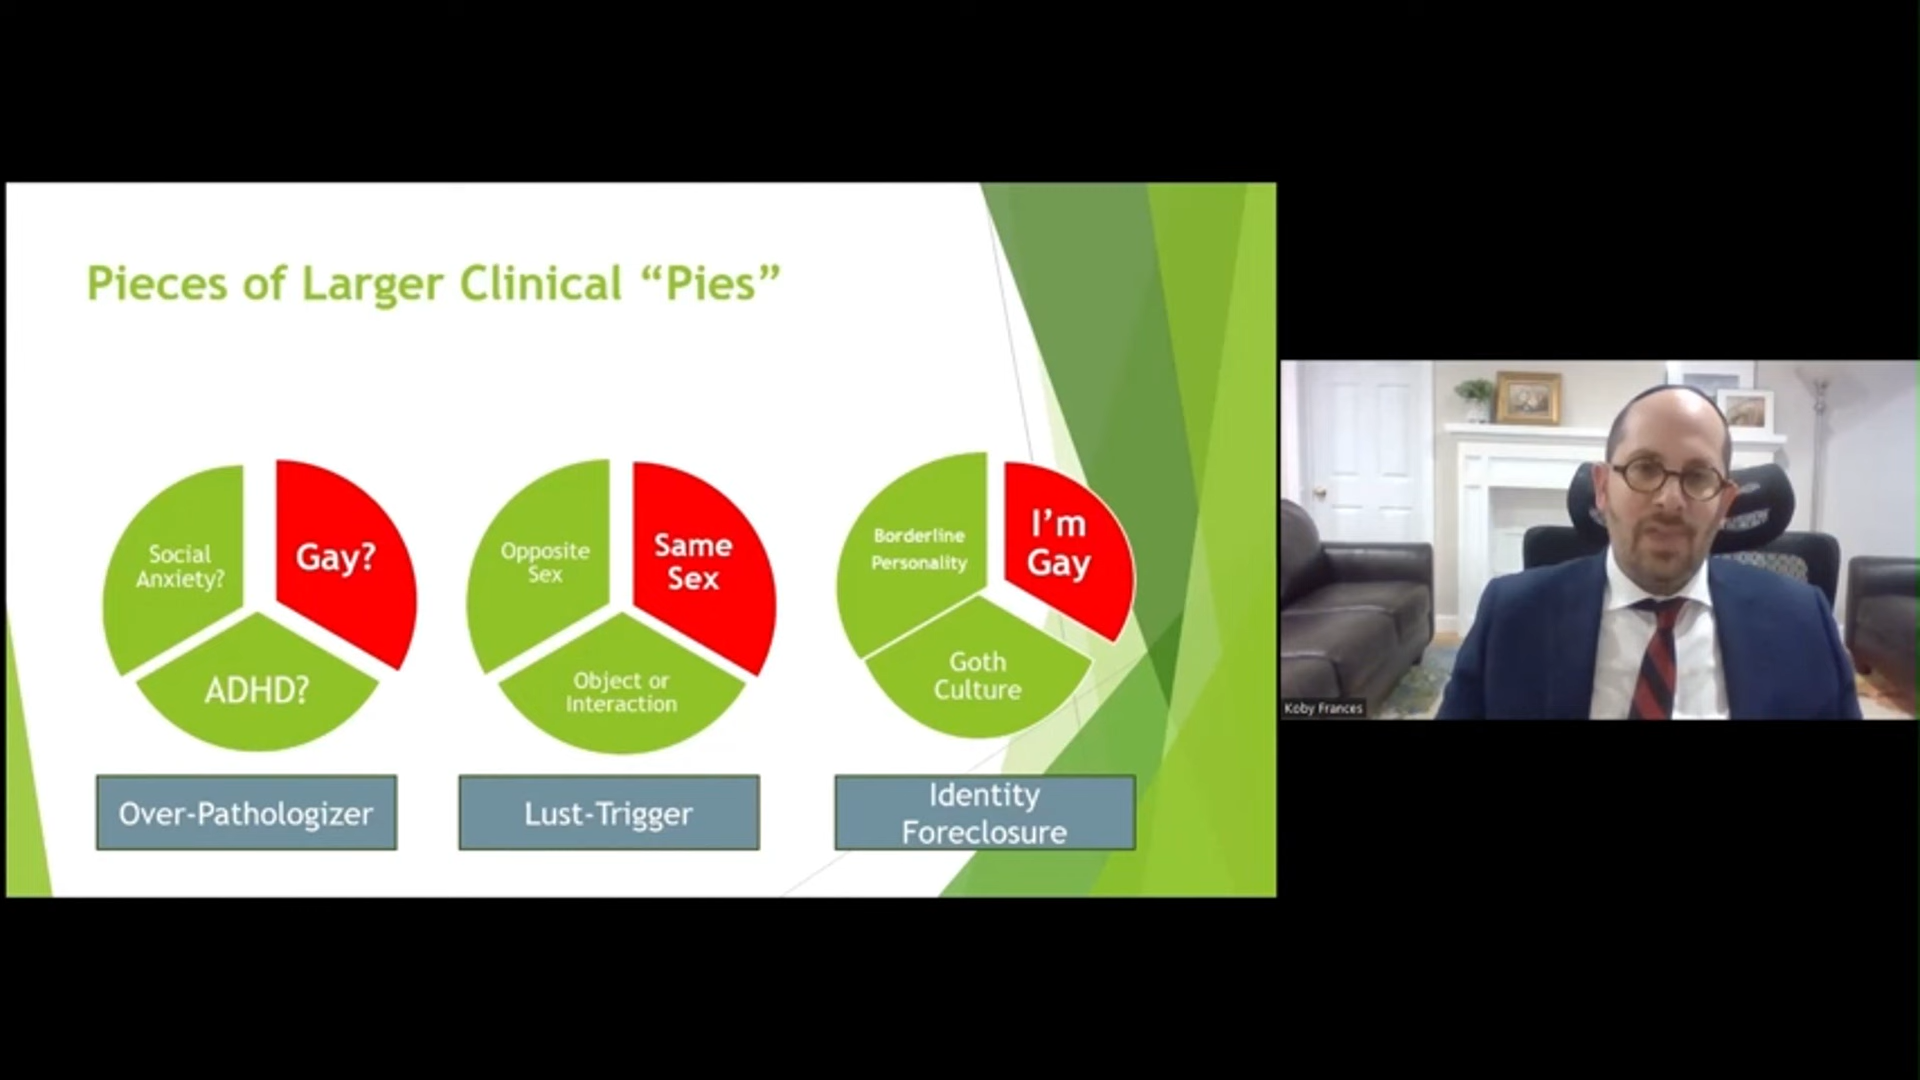 Pieces of Larger Clinical “Pies”
Social
Anxiety?
Gay?
ADHD?
Over-Pathologizer
Opposite
Sex
Same
Sex
Object or
Interaction
Lust-Trigger
Borderline
Personality
I’m
Gay
Goth
Culture
Identity
Foreclosure
Koby Frances